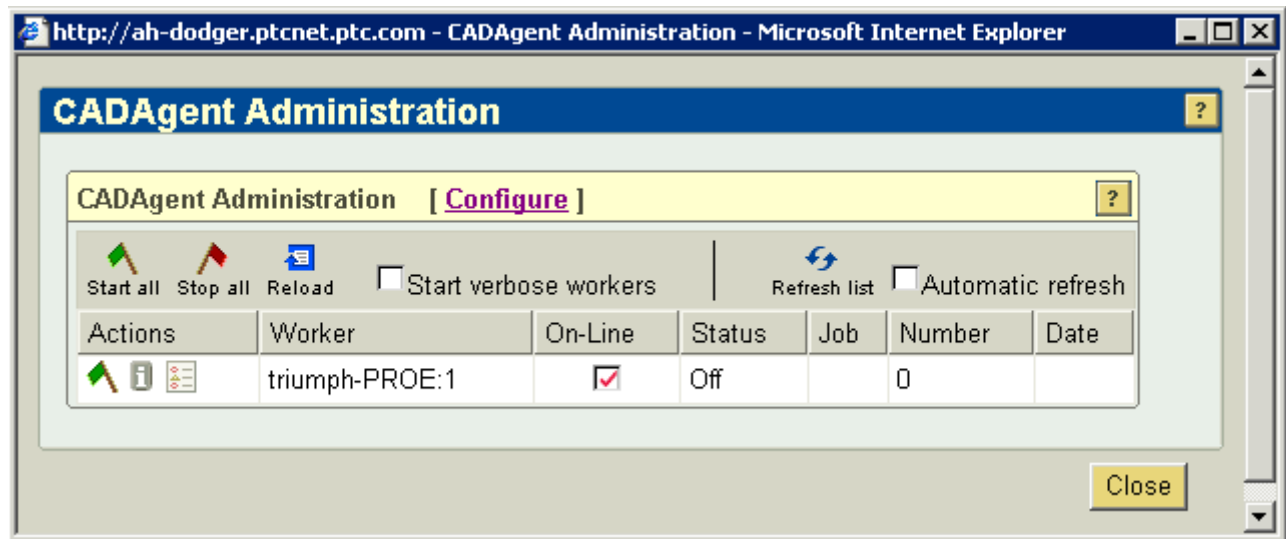 http://ah-dodger.ptcnet.ptc.com - CADAgent Administration - Microsoft Internet Explorer
CADAgent Administration ?
CADAgent Administration [ Configure ] ?
Start all Stop all Reload Start verbose workers Refresh list Automatic refresh
Actions Worker On-Line Status Job Number Date
triumph-PROE:1 Off 0
Close